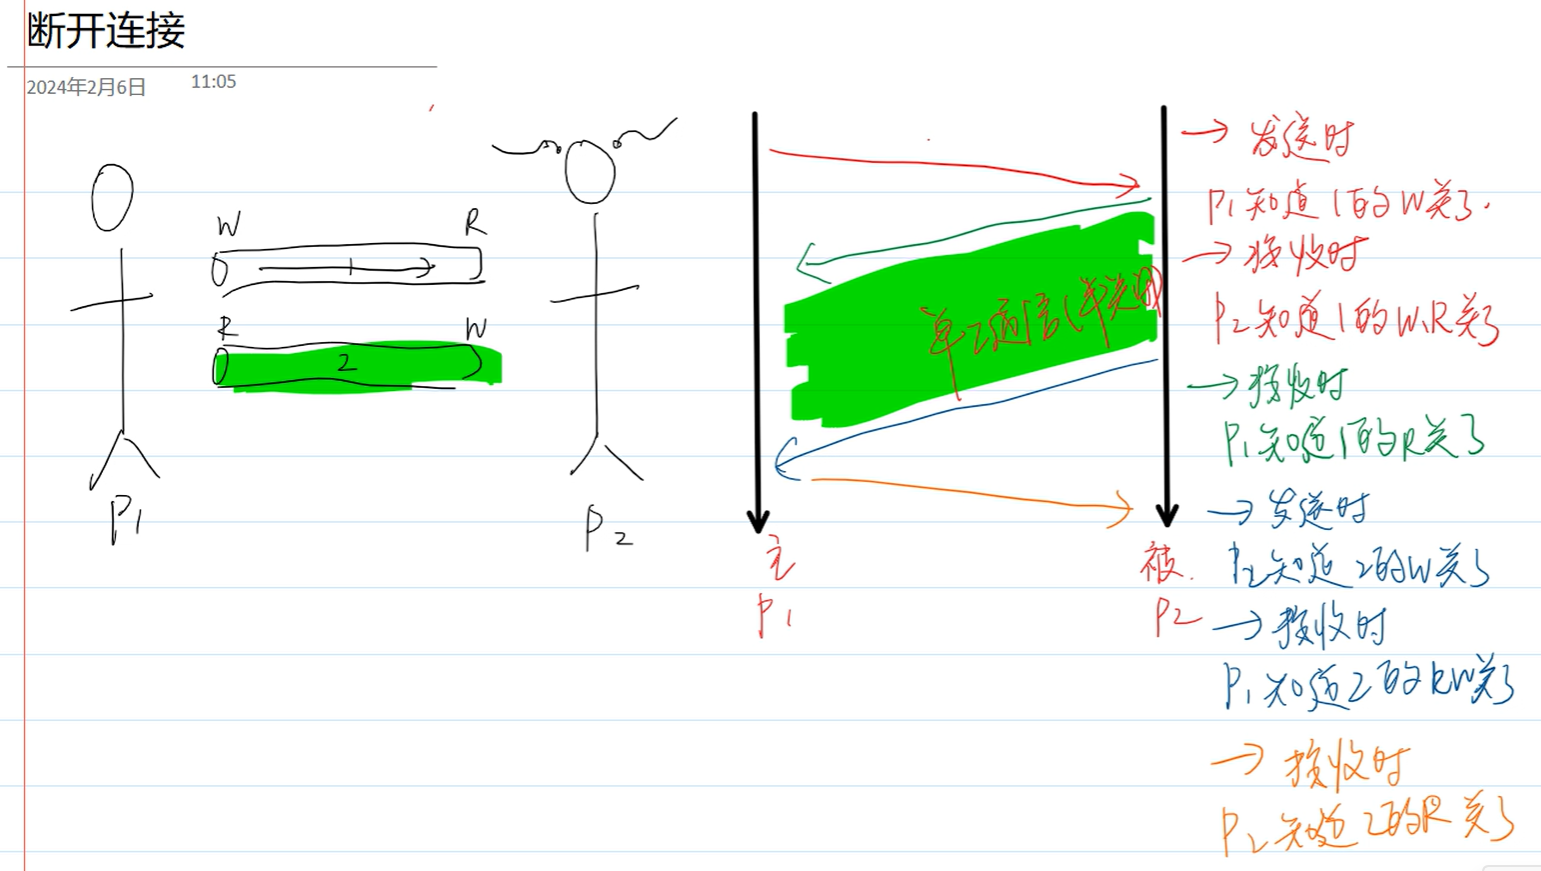 断开连接
2024年2月6日 11:05
W R
1
R W
2
P1
P2
单工通信(半关闭)
主
P1
被.
P2
→发送时
P1知道1的W关了.
→接收时
P2知道1的W、R关了
→接收时
P1知道1的R关了
→发送时
P2知道2的W关了
→接收时
P1知道2的RW关了
→接收时
P2知道2的R关了